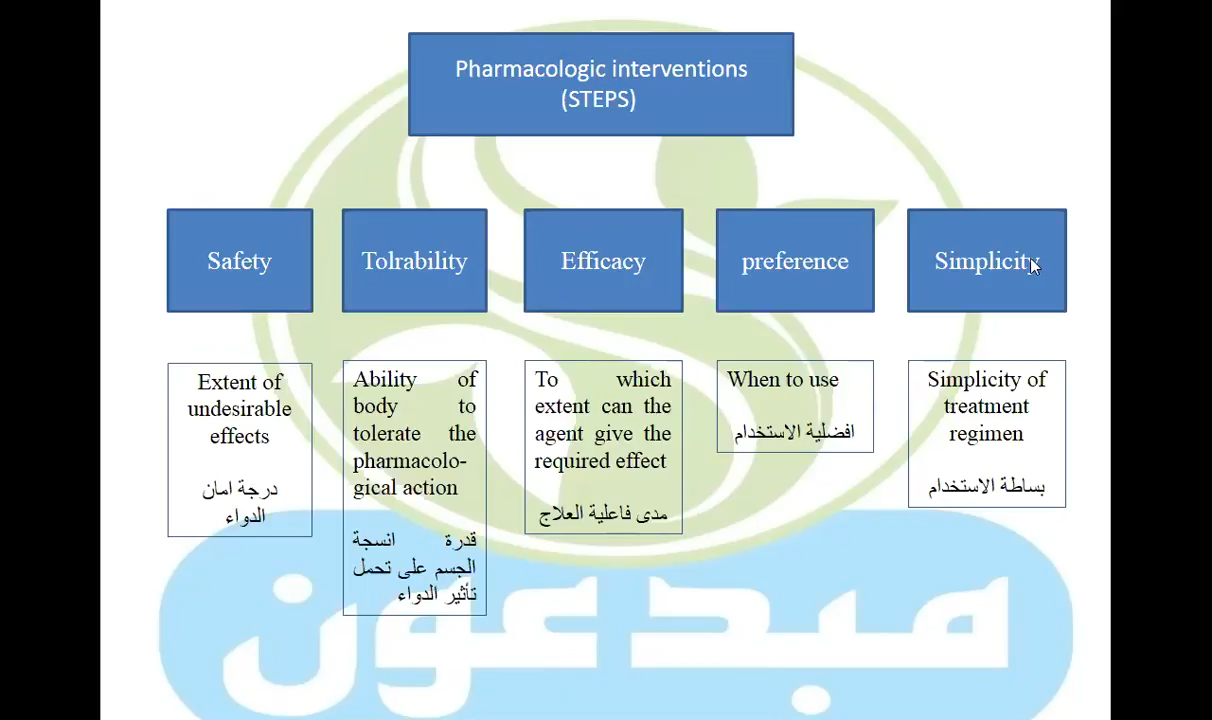 Pharmacologic interventions
(STEPS)
Safety
Tolrability
Efficacy
preference
Simplicity
Extent of
undesirable
effects
درجة امان
الدواء
Ability of
body to
tolerate the
pharmacolo-
gical action
قدرة انسجة
الجسم على تحمل
تأثير الدواء
To which
extent can the
agent give the
required effect
مدى فاعلية العلاج
When to use
افضلية الاستخدام
Simplicity of
treatment
regimen
بساطة الاستخدام
مبدعون